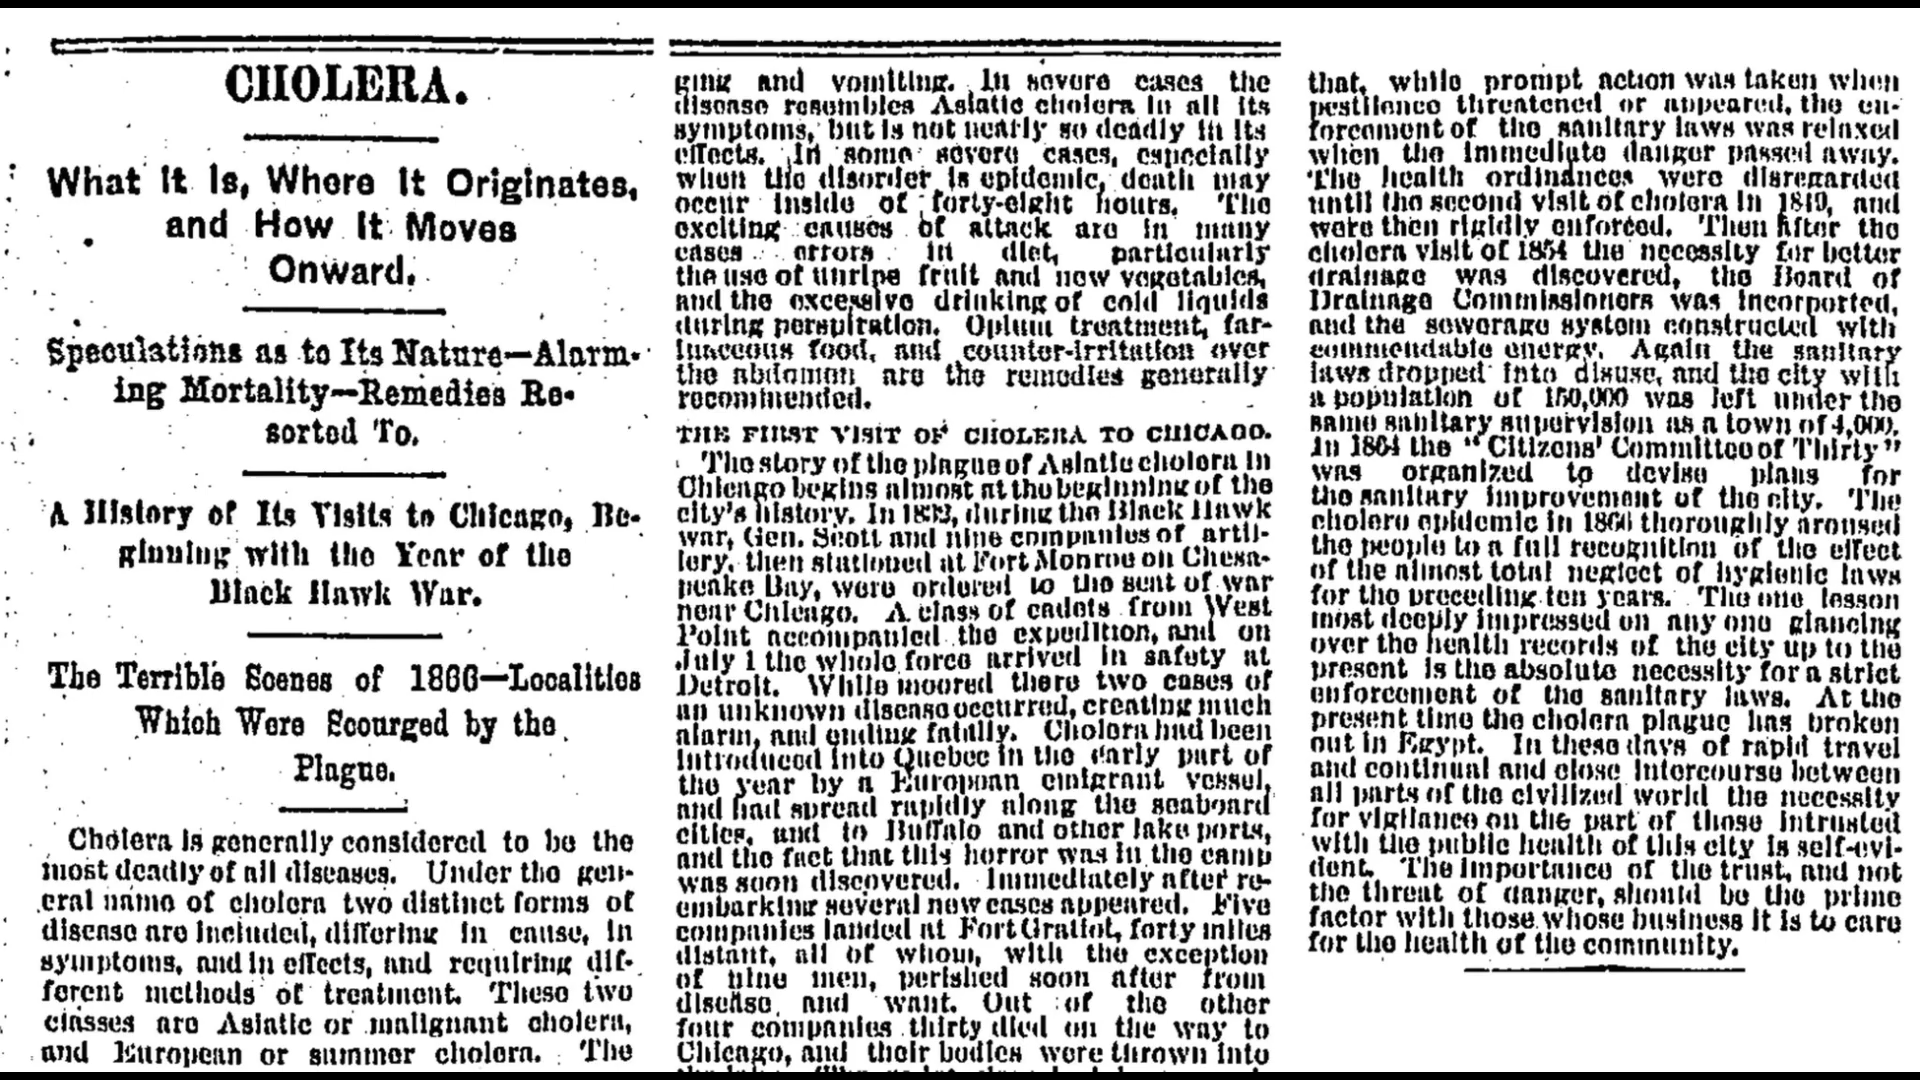 CHOLERA.
What It Is, Where It Originates,
and How It Moves
Onward.
Speculations as to Its Nature—Alarm-
ing Mortality—Remedies Re-
sorted To.
A History of Its Visits to Chicago, Be-
ginning with the Year of the
Black Hawk War.
The Terrible Scenes of 1866—Localities
Which Were Scourged by the
Plague.
Cholera is generally considered to be the
most deadly of all diseases. Under the gen-
eral name of cholera two distinct forms of
disease are included, differing in cause, in
symptoms, and in effects, and requiring dif-
ferent methods of treatment. These two
classes are Asiatic or malignant cholera,
and European or summer cholera. The
ging and vomiting. In severe cases the
disease resembles Asiatic cholera in all its
symptoms, but is not nearly so deadly in its
effects. In some severe cases, especially
when the disorder is epidemic, death may
occur inside of forty-eight hours. The
exciting causes of attack are in many
cases errors in diet, particularly
the use of unripe fruit and new vegetables,
and the excessive drinking of cold liquids
during perspiration. Opium treatment, far-
inaceous food, and counter-irritation over
the abdomen are the remedies generally
recommended.
THE FIRST VISIT OF CHOLERA TO CHICAGO.
The story of the plague of Asiatic cholera in
Chicago begins almost at the beginning of the
city's history. In 1832, during the Black Hawk
war, Gen. Scott and nine companies of artil-
lery, then stationed at Fort Monroe on Chesa-
peake Bay, were ordered to the seat of war
near Chicago. A class of cadets from West
Point accompanied the expedition, and on
July 1 the whole force arrived in safety at
Detroit. While moored there two cases of
an unknown disease occurred, creating much
alarm, and ending fatally. Cholera had been
introduced into Quebec in the early part of
the year by a European emigrant vessel,
and had spread rapidly along the seaboard
cities, and to Buffalo and other lake ports,
and the fact that this horror was in the camp
was soon discovered. Immediately after re-
embarking several new cases appeared. Five
companies landed at Fort Gratiot, forty miles
distant, all of whom, with the exception
of nine men, perished soon after from
disease and want. Out of the other
four companies thirty died on the way to
Chicago, and their bodies were thrown into
that, while prompt action was taken when
pestilence threatened or appeared, the en-
forcement of the sanitary laws was relaxed
when the immediate danger passed away.
The health ordinances were disregarded
until the second visit of cholera in 1849, and
were then rigidly enforced. Then after the
cholera visit of 1854 the necessity for better
drainage was discovered, the Board of
Drainage Commissioners was incorported,
and the sewerage system constructed with
commendable energy. Again the sanitary
laws dropped into disuse, and the city with
a population of 150,000 was left under the
same sanitary supervision as a town of 4,000.
In 1864 the "Citizens' Committee of Thirty"
was organized to devise plans for
the sanitary improvement of the city. The
cholera epidemic in 1866 thoroughly aroused
the people to a full recognition of the effect
of the almost total neglect of hygienic laws
for the preceding ten years. The one lesson
most deeply impressed on any one glancing
over the health records of the city up to the
present is the absolute necessity for a strict
enforcement of the sanitary laws. At the
present time the cholera plague has broken
out in Egypt. In these days of rapid travel
and continual and close intercourse between
all parts of the civilized world the necessity
for vigilance on the part of those intrusted
with the public health of this city is self-evi-
dent. The importance of the trust, and not
the threat of danger, should be the prime
factor with those whose business it is to care
for the health of the community.